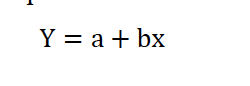 Y = a + bx